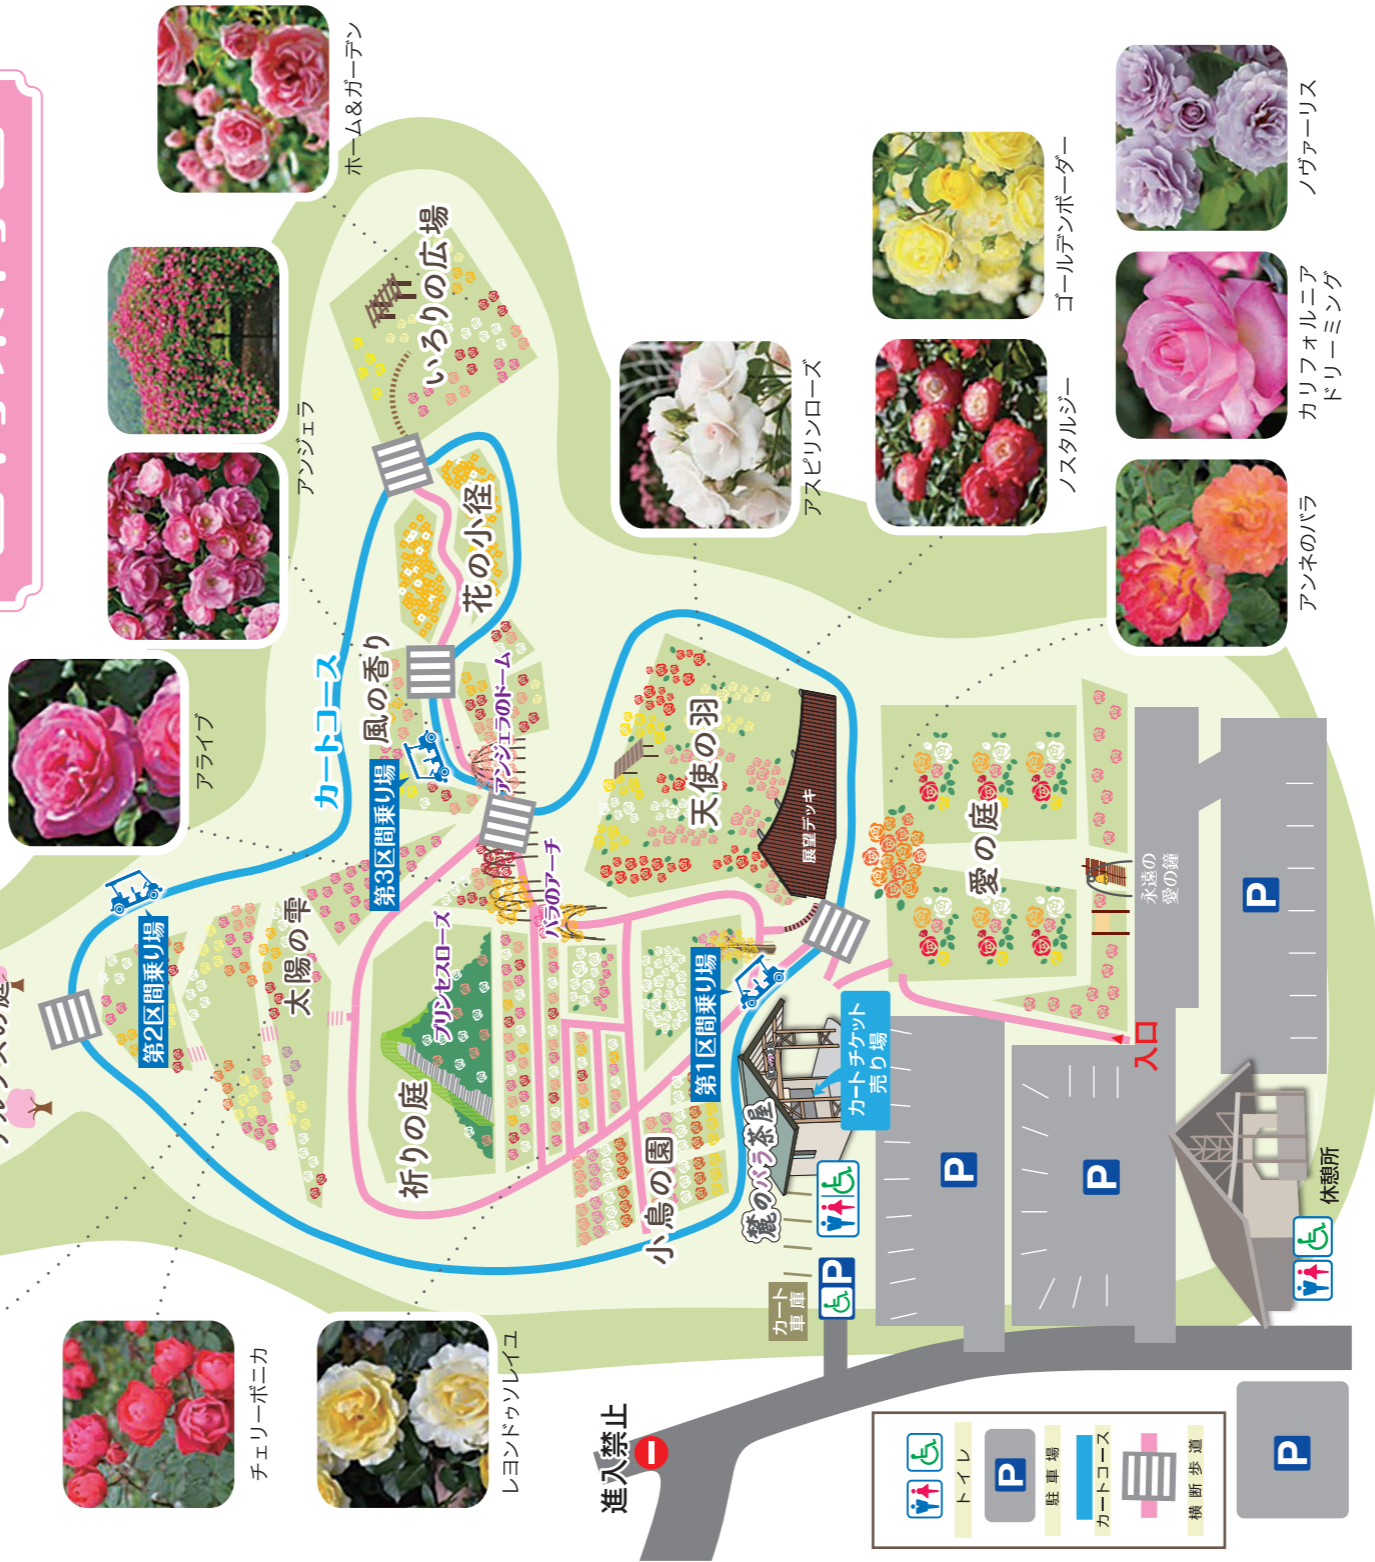 ホーム&ガーデン
アンジェラ
アライブ
ゴールデンボーダー
ノヴァーリス
カリフォルニア
ドリーミング
アスピリンローズ
ノスタルジー
アンネのバラ
チェリーボニカ
レヨンドゥソレイユ
いろりの広場
花の小径
風の香り
カートコース
第3区間乗り場
アンジェラのドーム
バラのアーチ
天使の羽
展望デッキ
愛の庭
永遠の
愛の鐘
第2区間乗り場
太陽の雫
プリンセスローズ
祈りの庭
第1区間乗り場
小鳥の園
麓のバラ茶屋
カートチケット
売り場
入口
P
P
P
P
カート
車庫
休憩所
進入禁止
トイレ
P
駐車場
カートコース
横断歩道
P